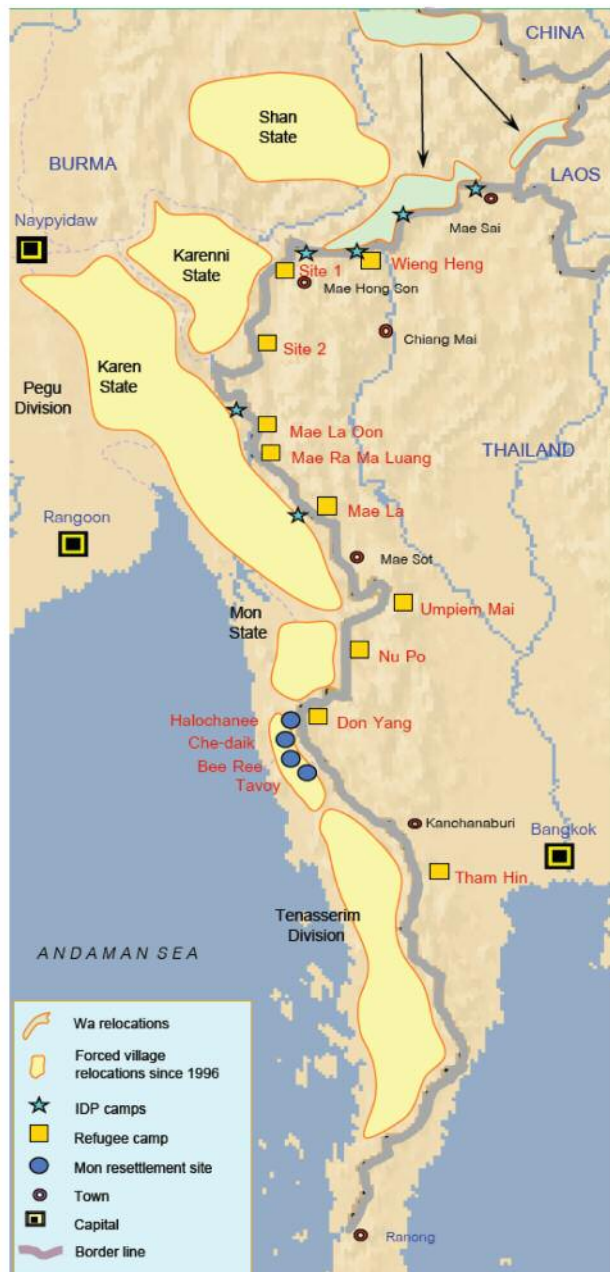 CHINA
Shan
State
BURMA
LAOS
Naypyidaw
Mae Sai
Karenni
State
Wieng Heng
Site 1
Mae Hong Son
Chiang Mai
Site 2
Karen
State
Pegu
Division
Mae La Oon
THAILAND
Mae Ra Ma Luang
Mae La
Rangoon
Mae Sot
Umpiem Mai
Mon
State
Nu Po
Halochanee
Don Yang
Che-daik
Bee Ree
Tavoy
Kanchanaburi
Bangkok
Tham Hin
Tenasserim
Division
ANDAMAN SEA
Wa relocations
Forced village
relocations since 1996
IDP camps
Refugee camp
Mon resettlement site
Town
Capital
Border line
Ranong